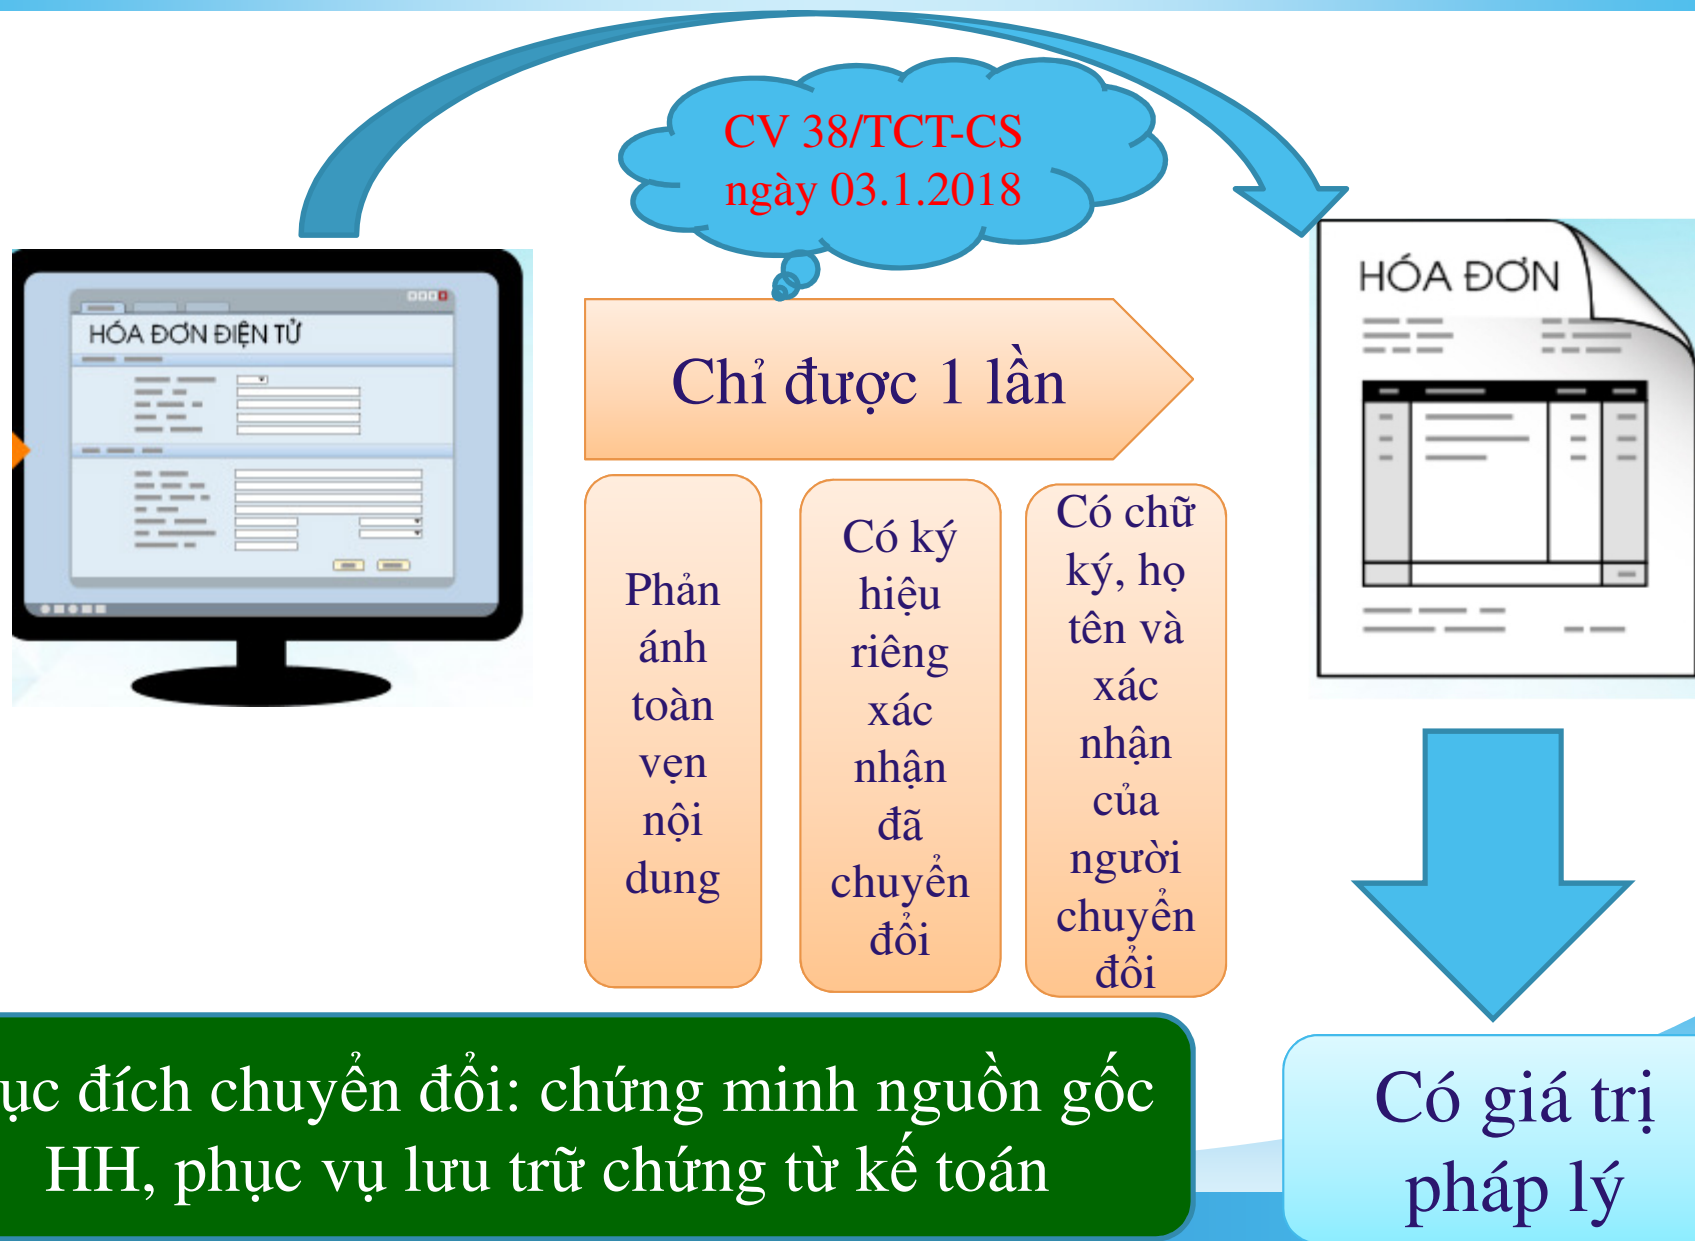 CV 38/TCT-CS
ngày 03.1.2018
HÓA ĐƠN ĐIỆN TỬ
HÓA ĐƠN
Chỉ được 1 lần
Phản
ánh
toàn
vẹn
nội
dung
Có ký
hiệu
riêng
xác
nhận
đã
chuyển
đổi
Có chữ
ký, họ
tên và
xác
nhận
của
người
chuyển
đổi
ục đích chuyển đổi: chứng minh nguồn gốc
HH, phục vụ lưu trữ chứng từ kế toán
Có giá trị
pháp lý